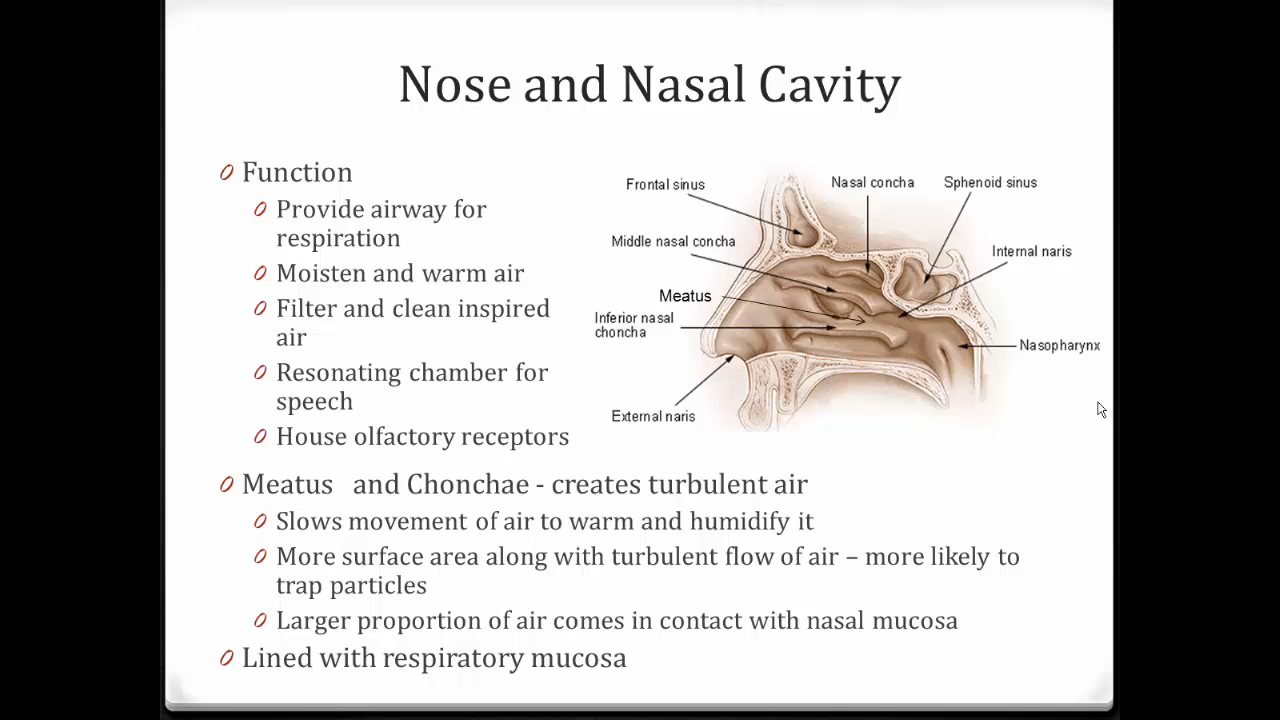 Nose and Nasal Cavity
Function
Provide airway for
respiration
Moisten and warm air
Filter and clean inspired
air
Resonating chamber for
speech
House olfactory receptors
Frontal sinus
Nasal concha
Sphenoid sinus
Middle nasal concha
Internal naris
Meatus
Inferior nasal
choncha
Nasopharynx
External naris
Meatus and Chonchae - creates turbulent air
Slows movement of air to warm and humidify it
More surface area along with turbulent flow of air – more likely to
trap particles
Larger proportion of air comes in contact with nasal mucosa
Lined with respiratory mucosa